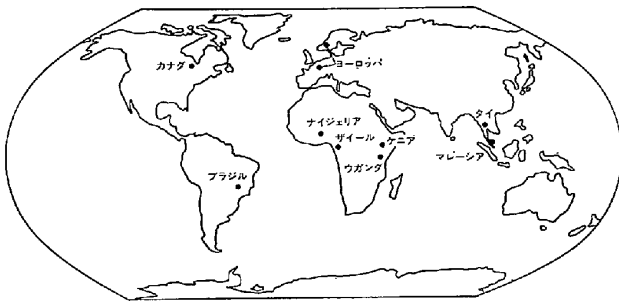 カナダ
ヨーロッパ
ナイジェリア
ザイール
ケニア
ウガンダ
タイ
マレーシア
ブラジル